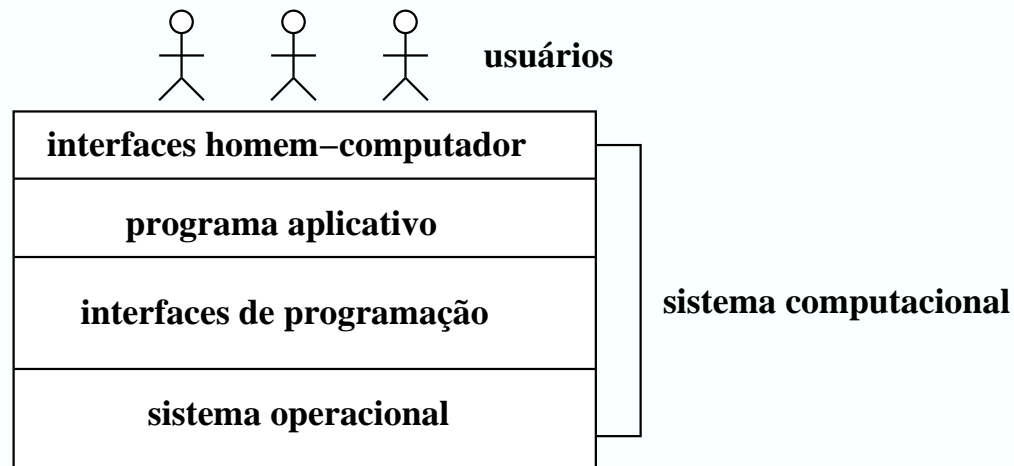 usuários
interfaces homem−computador
programa aplicativo
interfaces de programação
sistema computacional
sistema operacional